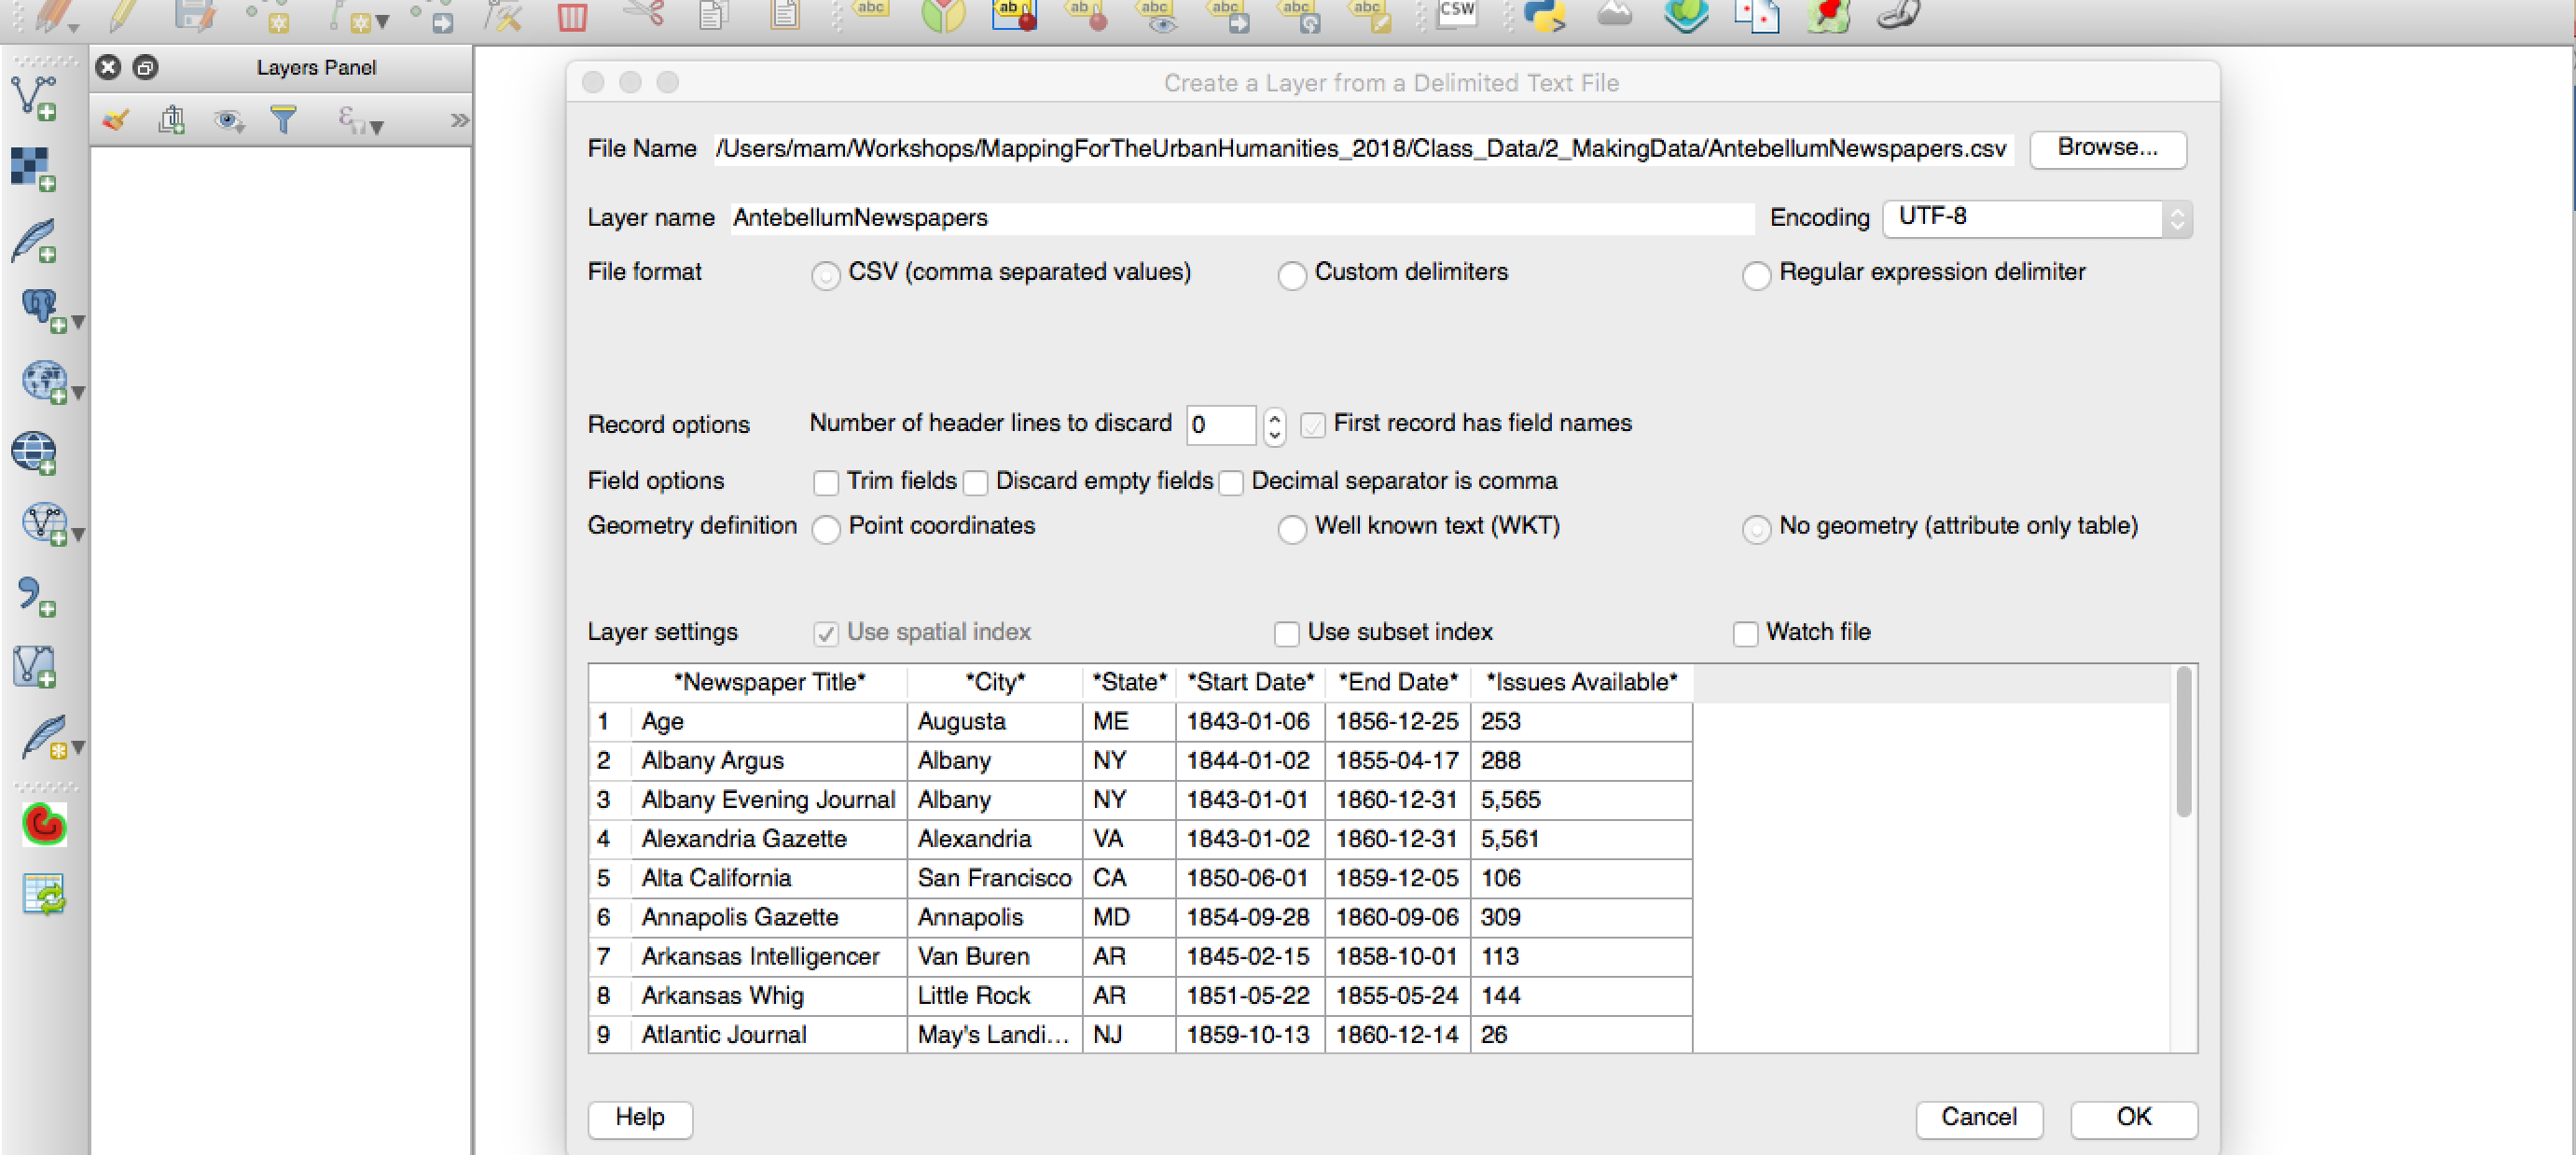 abc ab ab abc abc abc abc CSW
Layers Panel
Create a Layer from a Delimited Text File
File Name /Users/mam/Workshops/MappingForTheUrbanHumanities_2018/Class_Data/2_MakingData/AntebellumNewspapers.csv Browse...
Layer name AntebellumNewspapers Encoding UTF-8
File format CSV (comma separated values) Custom delimiters Regular expression delimiter
Record options Number of header lines to discard 0 First record has field names
Field options Trim fields Discard empty fields Decimal separator is comma
Geometry definition Point coordinates Well known text (WKT) No geometry (attribute only table)
Layer settings Use spatial index Use subset index Watch file
*Newspaper Title* *City* *State* *Start Date* *End Date* *Issues Available*
1 Age Augusta ME 1843-01-06 1856-12-25 253
2 Albany Argus Albany NY 1844-01-02 1855-04-17 288
3 Albany Evening Journal Albany NY 1843-01-01 1860-12-31 5,565
4 Alexandria Gazette Alexandria VA 1843-01-02 1860-12-31 5,561
5 Alta California San Francisco CA 1850-06-01 1859-12-05 106
6 Annapolis Gazette Annapolis MD 1854-09-28 1860-09-06 309
7 Arkansas Intelligencer Van Buren AR 1845-02-15 1858-10-01 113
8 Arkansas Whig Little Rock AR 1851-05-22 1855-05-24 144
9 Atlantic Journal May's Landi... NJ 1859-10-13 1860-12-14 26
Help Cancel OK